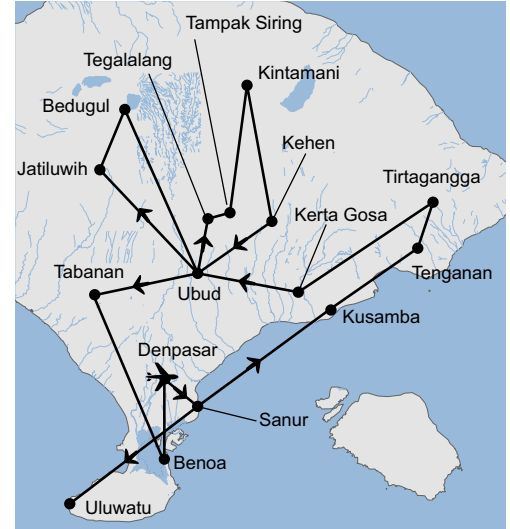 Tampak Siring
Tegalalang
Kintamani
Bedugul
Kehen
Jatiluwih
Tirtagangga
Kerta Gosa
Tabanan
Ubud
Tenganan
Kusamba
Denpasar
Sanur
Benoa
Uluwatu